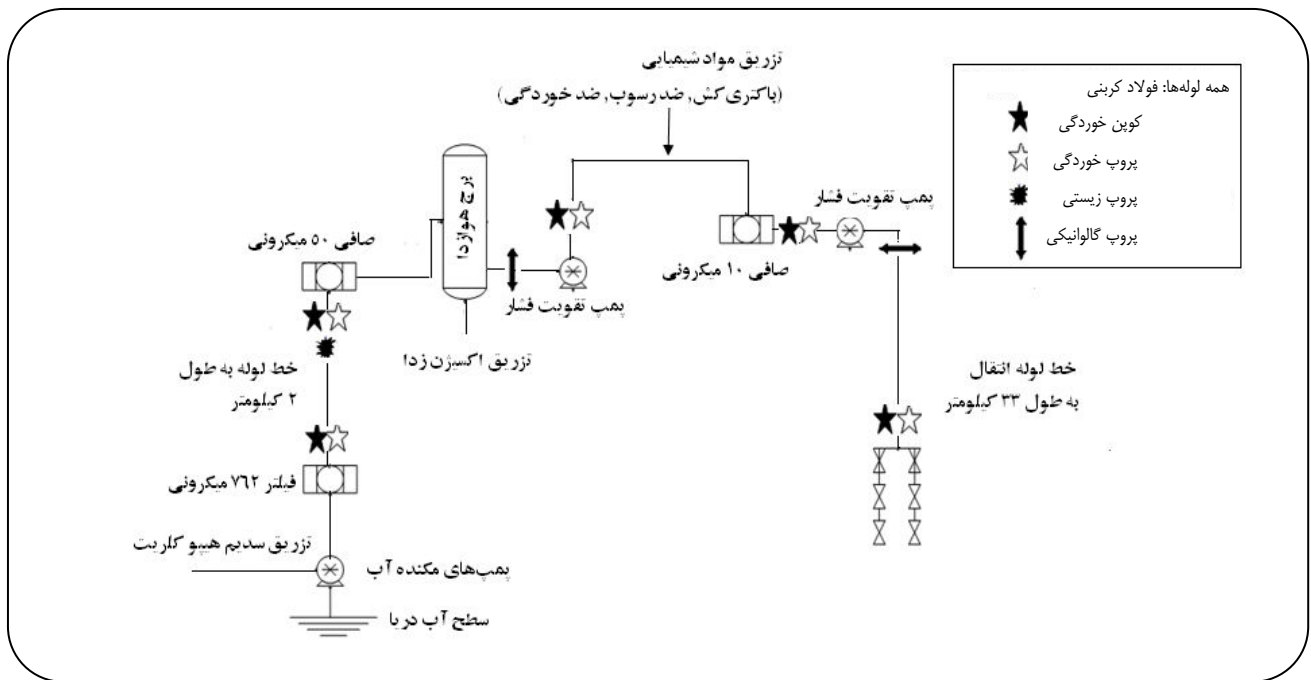 تزریق مواد شیمیایی
(باکتری کش, ضد رسوب, ضد خوردگی)
همه لوله‌ها: فولاد کربنی
کوپن خوردگی
پروپ خوردگی
پروپ زیستی
پروپ گالوانیکی
برج هوازدا
پمپ تقویت فشار
صافی ۵۰ میکرونی
صافی ۱۰ میکرونی
پمپ تقویت فشار
تزریق اکسیژن زدا
خط لوله به طول
۲ کیلومتر
خط لوله انتقال
به طول ۳۳ کیلومتر
فیلتر ۷۶۲ میکرونی
تزریق سدیم هیپو کلریت
پمپ‌های مکنده آب
سطح آب دریا